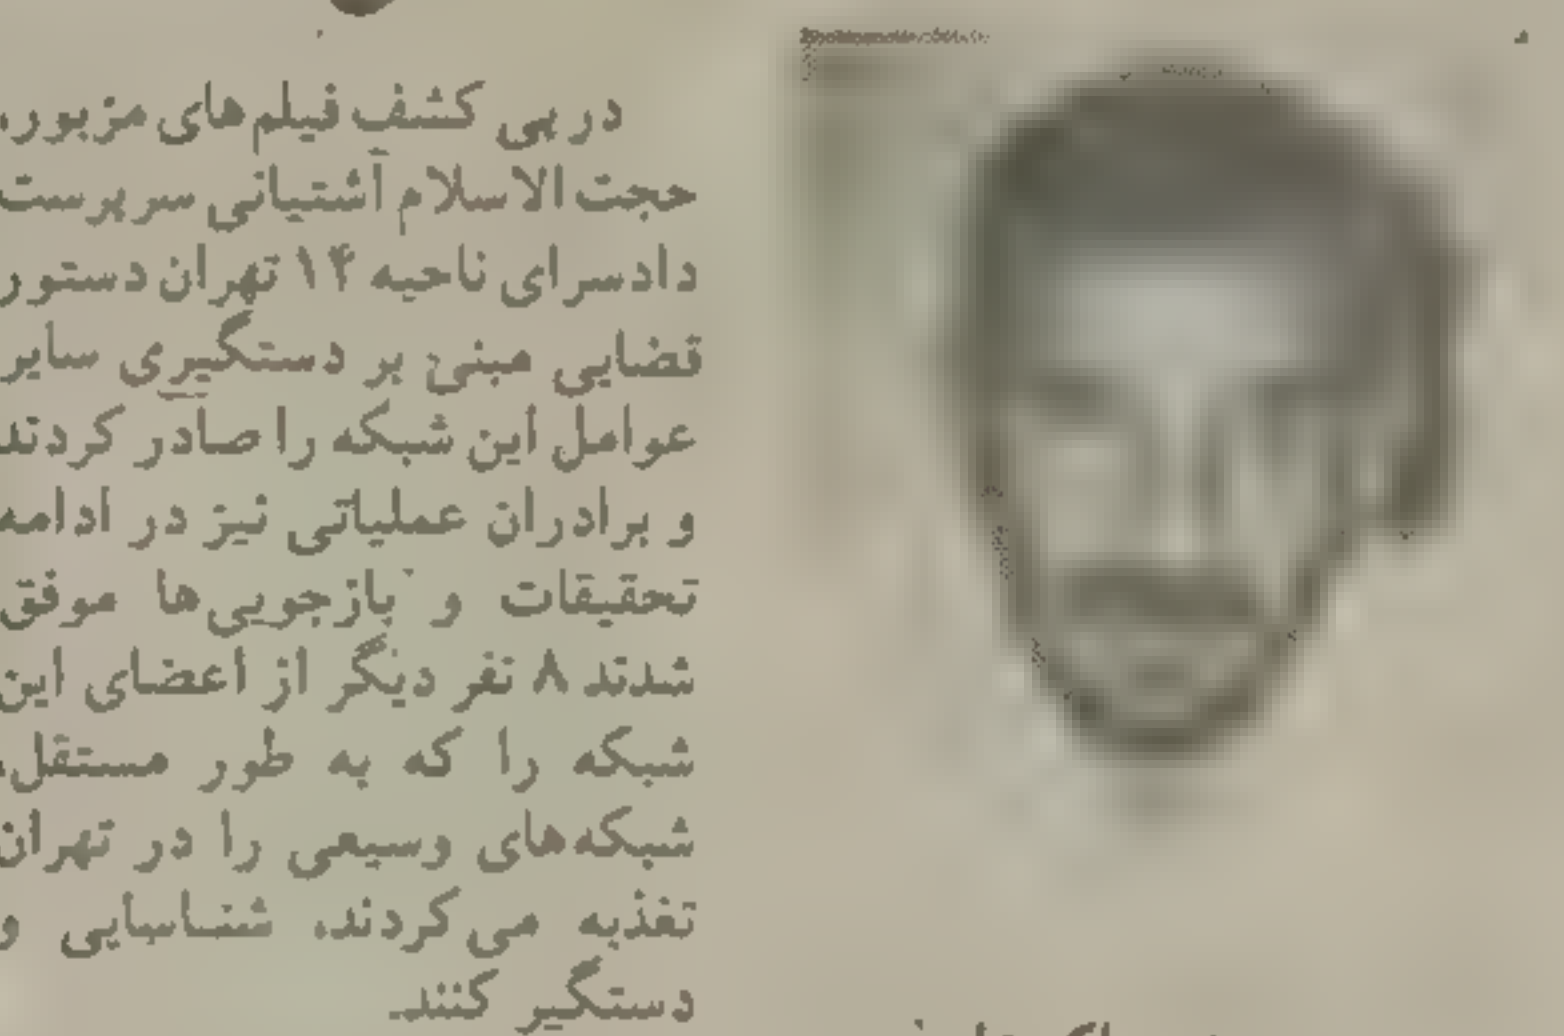 در پی کشف فیلم‌های مزبور،
حجت‌الاسلام آشتیانی سرپرست
دادسرای ناحیه ۱۴ تهران دستور
قضایی مبنی بر دستگیری سایر
عوامل این شبکه را صادر کردند
و برادران عملیاتی نیز در ادامه
تحقیقات و بازجویی‌ها موفق
شدند ۸ نفر دیگر از اعضای این
شبکه را که به طور مستقل،
شبکه‌های وسیعی را در تهران
تغذیه می‌کردند، شناسایی و
دستگیر کنند.